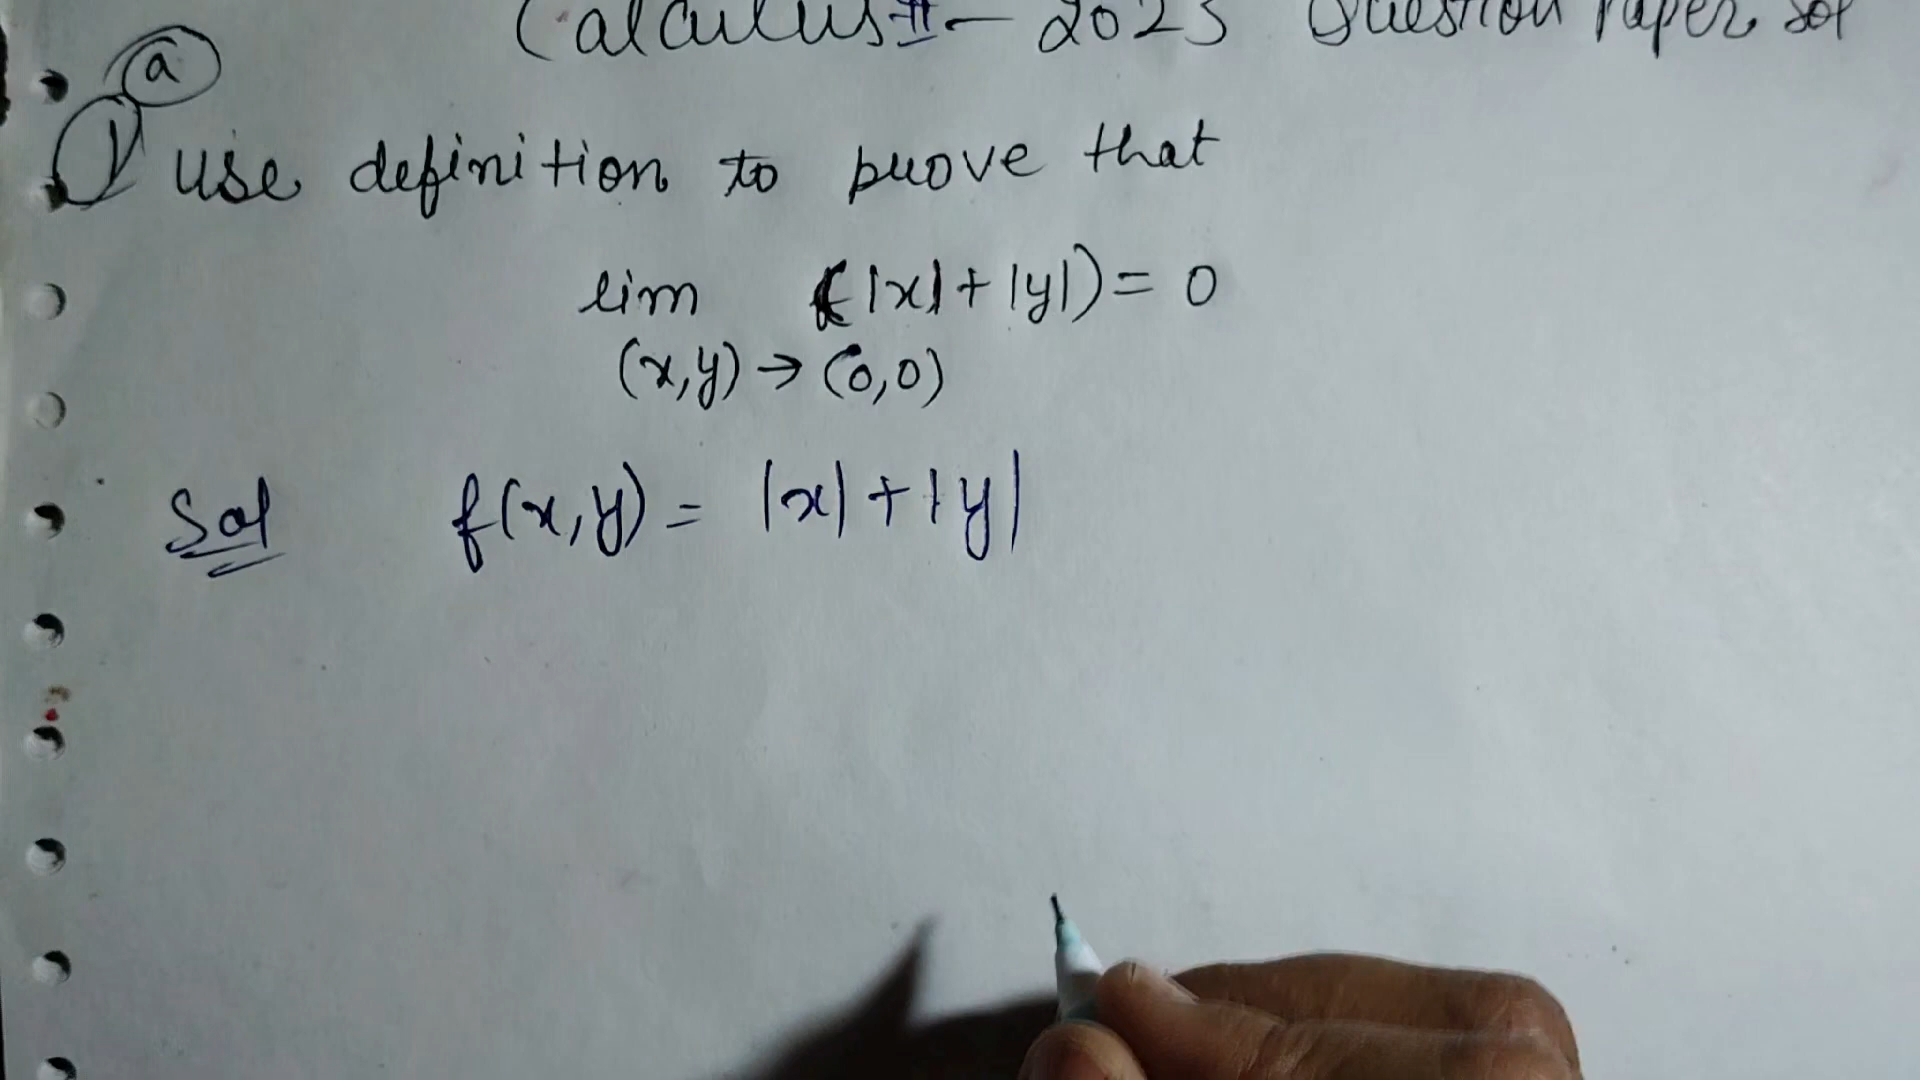 Calculus-II - 2023 Question Paper Sol
a
1 use definition to prove that
lim (|x|+|y|) = 0
(x,y) → (0,0)
Sol f(x,y) = |x| + |y|